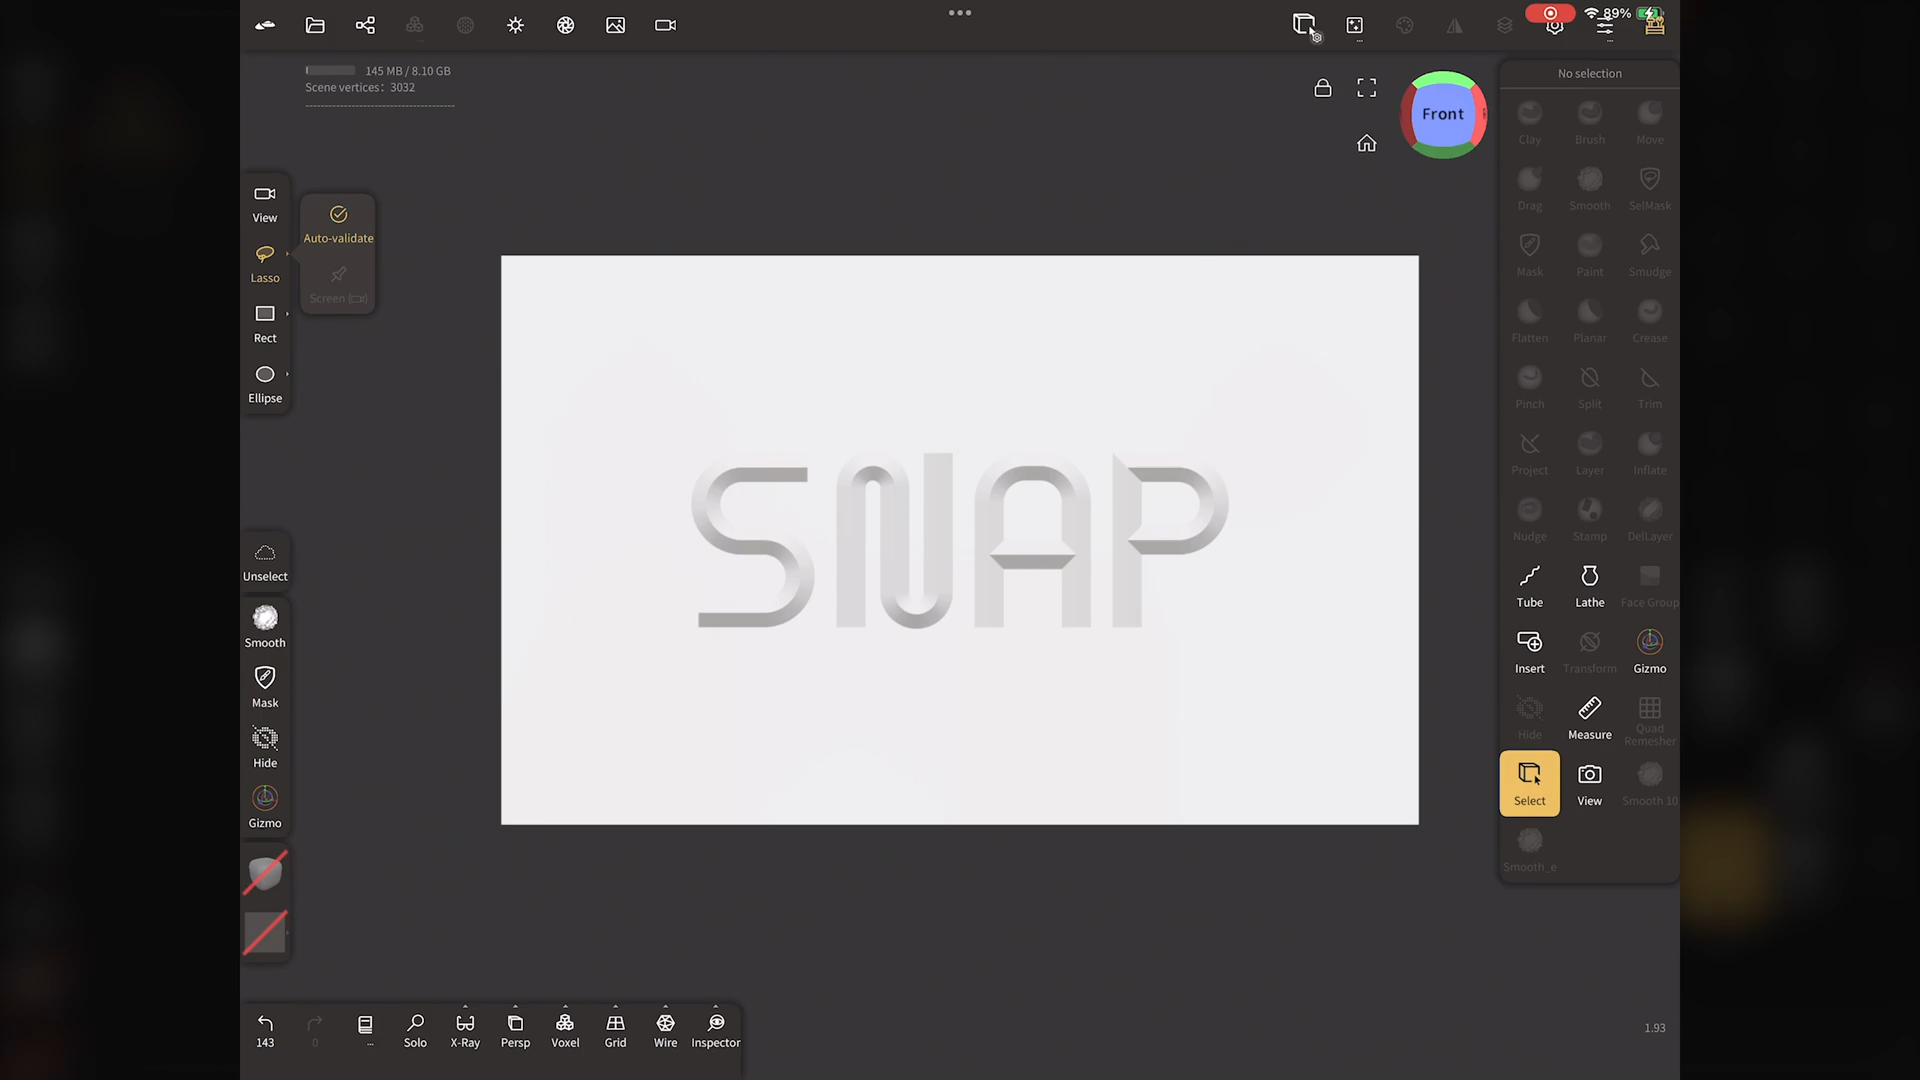 89%
145 MB / 8.10 GB
Scene vertices: 3032
Front
No selection
Clay Brush Move
Drag Smooth SelMask
Mask Paint Smudge
Flatten Planar Crease
Pinch Split Trim
Project Layer Inflate
Nudge Stamp DelLayer
Tube Lathe Face Group
Insert Transform Gizmo
Hide Measure Quad Remesher
Select View Smooth 10
Smooth_e
View
Lasso
Rect
Ellipse
Auto-validate
Screen
Unselect
Smooth
Mask
Hide
Gizmo
SNAP
143 0 ... Solo X-Ray Persp Voxel Grid Wire Inspector
1.93